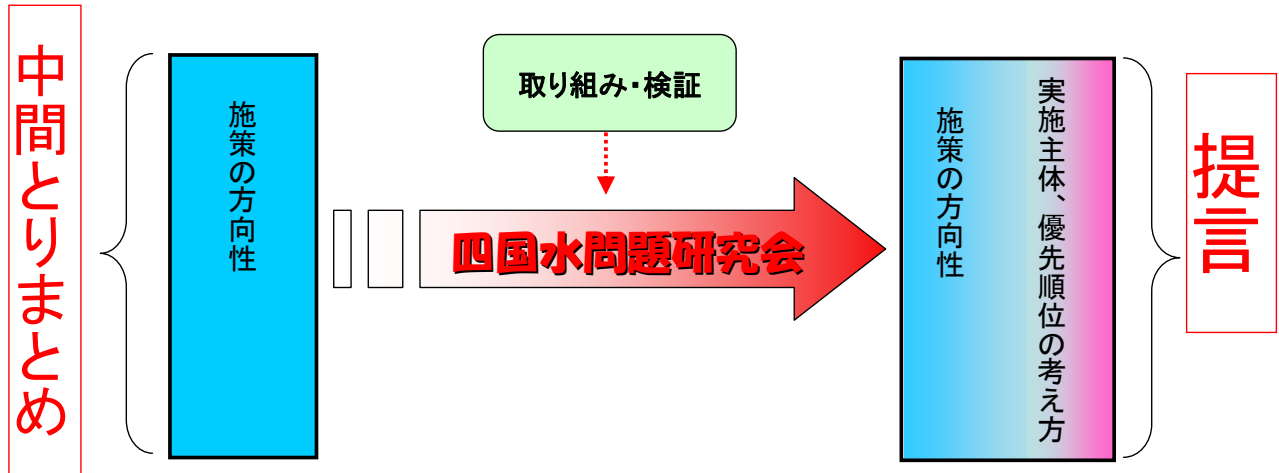 中間とりまとめ
施策の方向性
取り組み・検証
四国水問題研究会
施策の方向性
実施主体、優先順位の考え方
提言